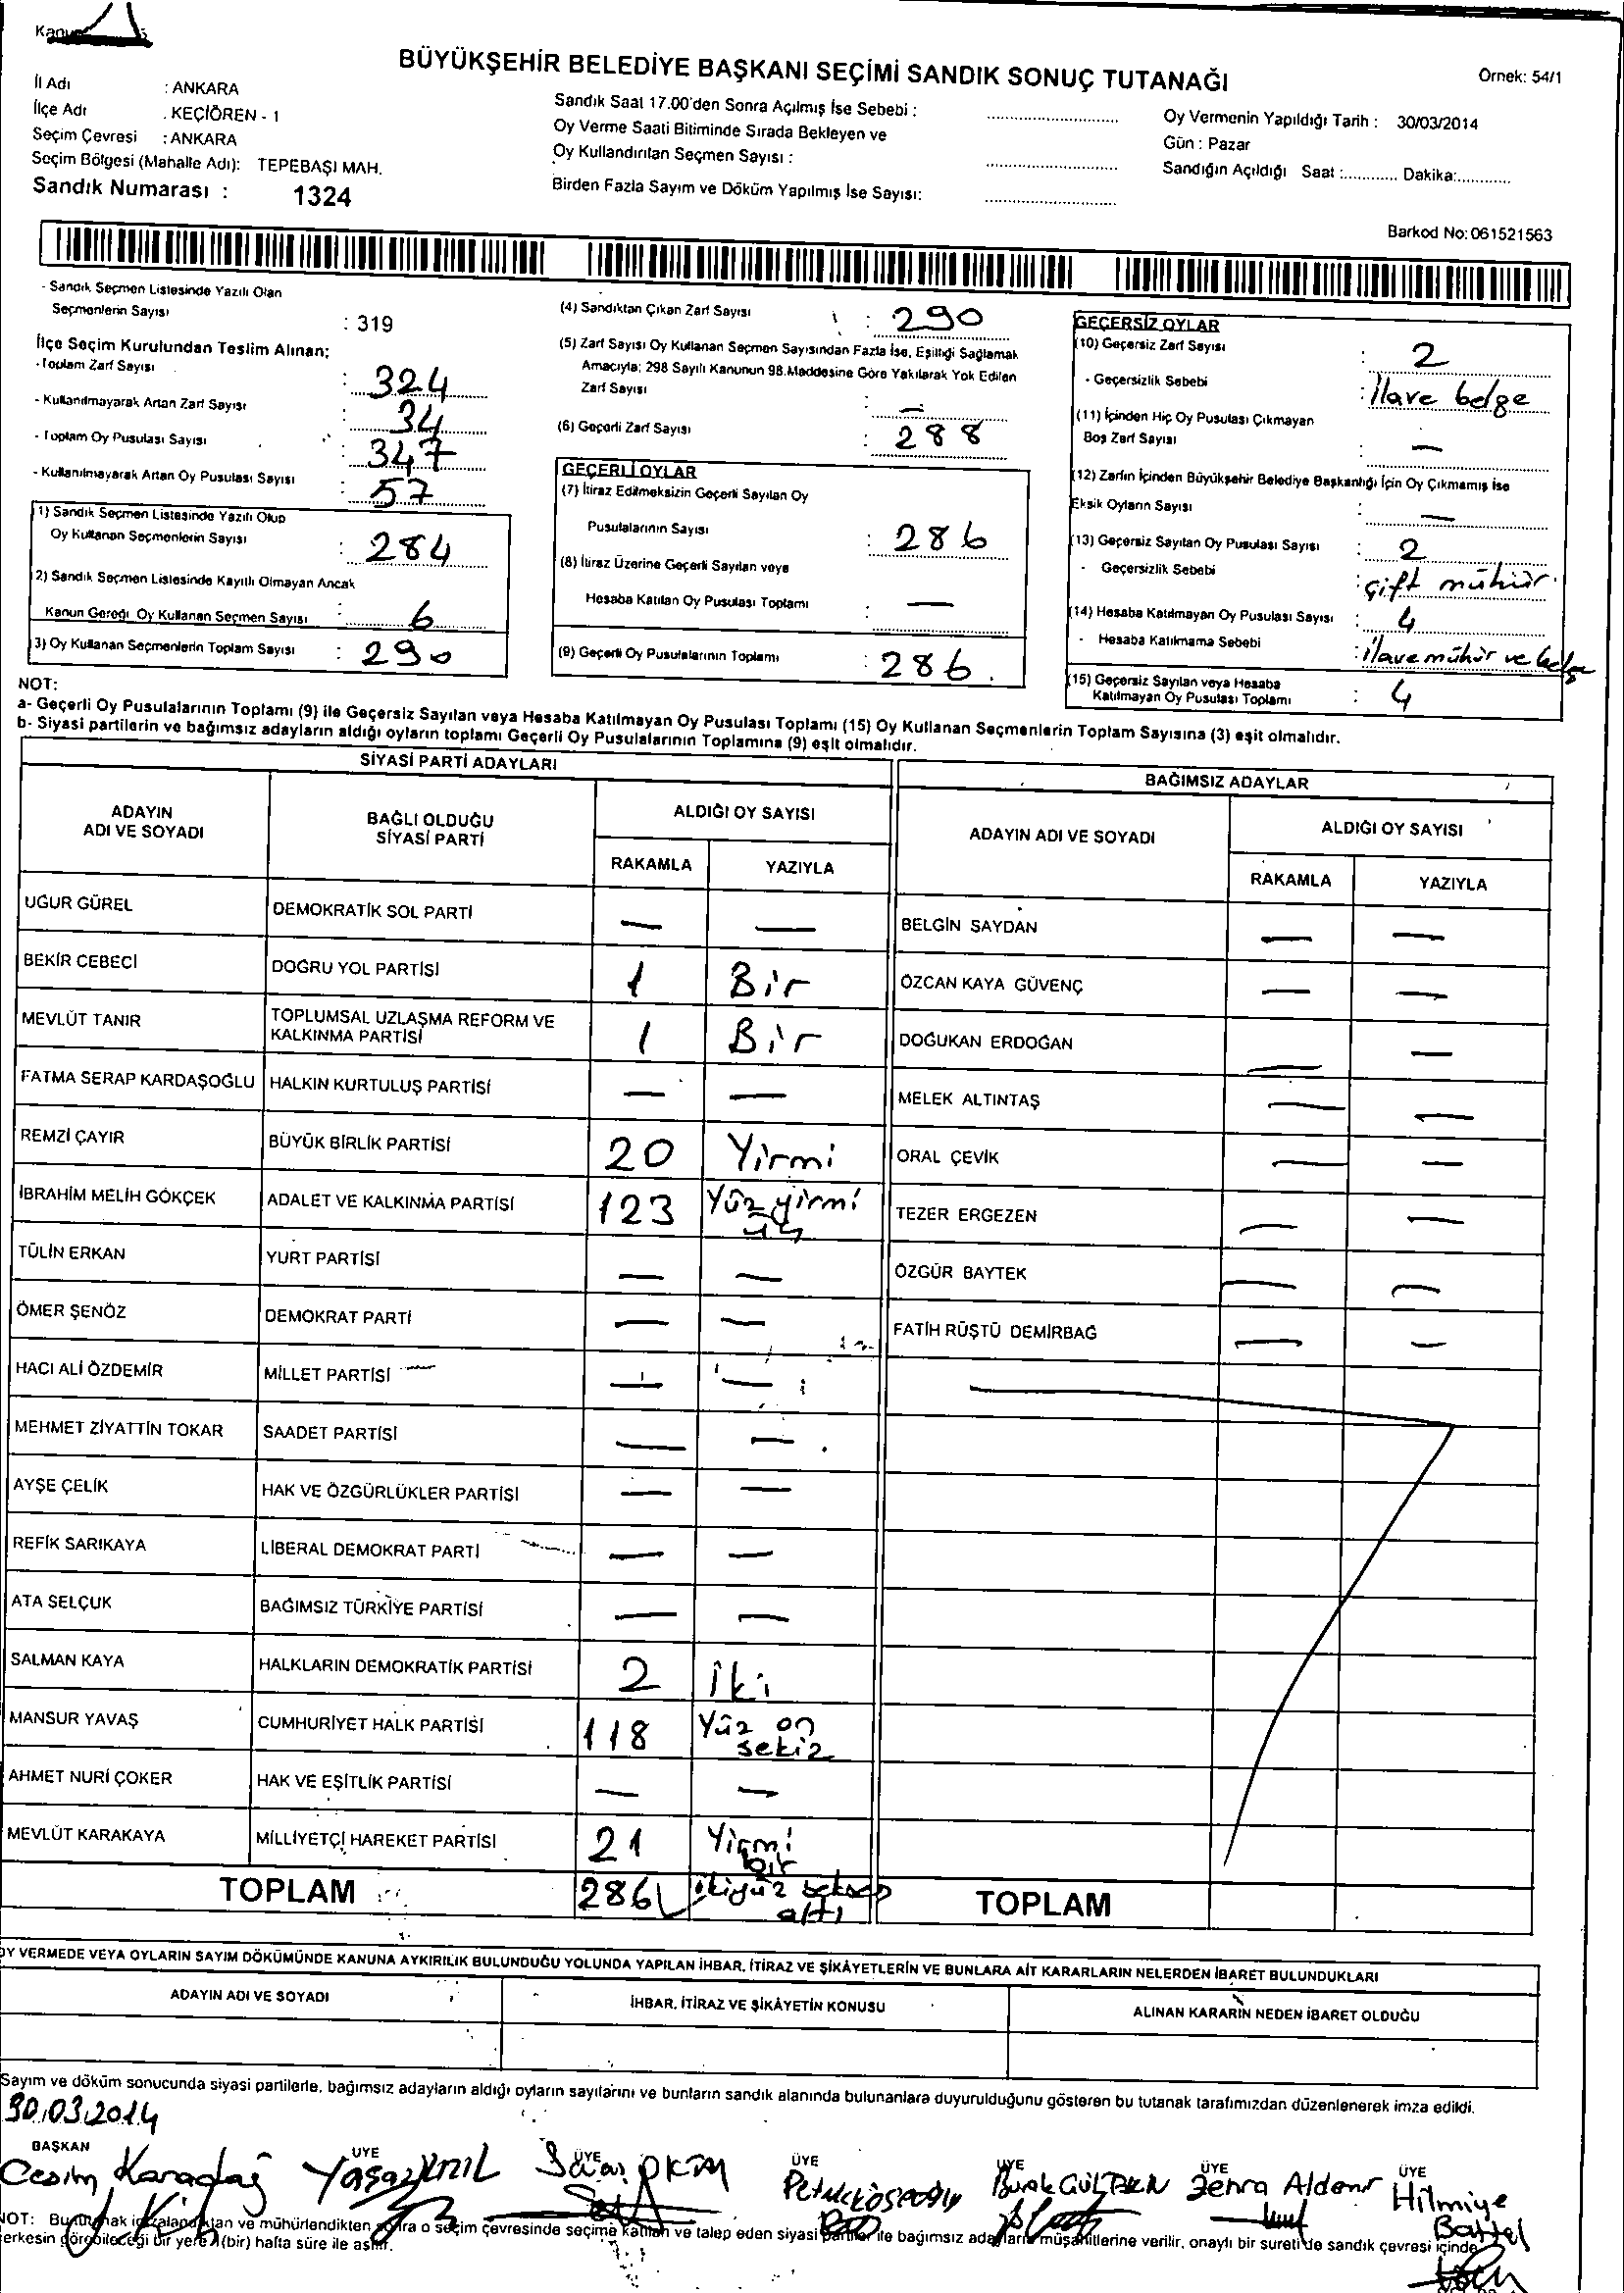 BÜYÜKŞEHİR BELEDİYE BAŞKANI SEÇİMİ SANDIK SONUÇ TUTANAĞI
Örnek: 54/1
İl Adı : ANKARA
İlçe Adı : KEÇİÖREN - 1
Seçim Çevresi : ANKARA
Seçim Bölgesi (Mahalle Adı): TEPEBAŞI MAH.
Sandık Numarası : 1324
Sandık Saat 17.00'den Sonra Açılmış İse Sebebi :
Oy Verme Saati Bitiminde Sırada Bekleyen ve
Oy Kullandırılan Seçmen Sayısı :
Birden Fazla Sayım ve Döküm Yapılmış İse Sayısı:
Oy Vermenin Yapıldığı Tarih : 30/03/2014
Gün : Pazar
Sandığın Açıldığı Saat :............ Dakika:...........
Barkod No: 061521563
- Sandık Seçmen Listesinde Yazılı Olan
Seçmenlerin Sayısı : 319
İlçe Seçim Kurulundan Teslim Alınan;
- Toplam Zarf Sayısı : 324
- Kullanılmayarak Artan Zarf Sayısı : 34
- Toplam Oy Pusulası Sayısı : 347
- Kullanılmayarak Artan Oy Pusulası Sayısı : 57
1) Sandık Seçmen Listesinde Yazılı Olup
Oy Kullanan Seçmenlerin Sayısı : 284
2) Sandık Seçmen Listesinde Kayıtlı Olmayan Ancak
Kanun Gereği Oy Kullanan Seçmen Sayısı : 6
3) Oy Kullanan Seçmenlerin Toplam Sayısı : 290
(4) Sandıktan Çıkan Zarf Sayısı : 290
(5) Zarf Sayısı Oy Kullanan Seçmen Sayısından Fazla İse, Eşitliği Sağlamak
Amacıyla; 298 Sayılı Kanunun 98.Maddesine Göre Yakılarak Yok Edilen
Zarf Sayısı : —
(6) Geçerli Zarf Sayısı : 288
GEÇERLİ OYLAR
(7) İtiraz Edilmeksizin Geçerli Sayılan Oy
Pusulalarının Sayısı : 286
(8) İtiraz Üzerine Geçerli Sayılan veya
Hesaba Katılan Oy Pusulası Toplamı : —
(9) Geçerli Oy Pusulalarının Toplamı : 286.
GEÇERSİZ OYLAR
(10) Geçersiz Zarf Sayısı : 2
- Geçersizlik Sebebi : ilave belge
(11) İçinden Hiç Oy Pusulası Çıkmayan
Boş Zarf Sayısı : —
(12) Zarfın İçinden Büyükşehir Belediye Başkanlığı İçin Oy Çıkmamış İse
Eksik Oyların Sayısı : —
(13) Geçersiz Sayılan Oy Pusulası Sayısı : 2
- Geçersizlik Sebebi : çift mühür.
(14) Hesaba Katılmayan Oy Pusulası Sayısı : 4
- Hesaba Katılmama Sebebi : ilave mühür ve belge
(15) Geçersiz Sayılan veya Hesaba
Katılmayan Oy Pusulası Toplamı : 4
NOT:
a- Geçerli Oy Pusulalarının Toplamı (9) ile Geçersiz Sayılan veya Hesaba Katılmayan Oy Pusulası Toplamı (15) Oy Kullanan Seçmenlerin Toplam Sayısına (3) eşit olmalıdır.
b- Siyasi partilerin ve bağımsız adayların aldığı oyların toplamı Geçerli Oy Pusulalarının Toplamına (9) eşit olmalıdır.
SİYASİ PARTİ ADAYLARI
ADAYIN ADI VE SOYADI
BAĞLI OLDUĞU SİYASİ PARTİ
ALDIĞI OY SAYISI
RAKAMLA YAZIYLA
UĞUR GÜREL DEMOKRATİK SOL PARTİ — —
BEKİR CEBECİ DOĞRU YOL PARTİSİ 1 Bir
MEVLÜT TANIR TOPLUMSAL UZLAŞMA REFORM VE KALKINMA PARTİSİ 1 Bir
FATMA SERAP KARDAŞOĞLU HALKIN KURTULUŞ PARTİSİ — —
REMZİ ÇAYIR BÜYÜK BİRLİK PARTİSİ 20 Yirmi
İBRAHİM MELİH GÖKÇEK ADALET VE KALKINMA PARTİSİ 123 Yüz yirmi üç
TÜLİN ERKAN YURT PARTİSİ — —
ÖMER ŞENÖZ DEMOKRAT PARTİ — —
HACI ALİ ÖZDEMİR MİLLET PARTİSİ — —
MEHMET ZİYATTİN TOKAR SAADET PARTİSİ — —
AYŞE ÇELİK HAK VE ÖZGÜRLÜKLER PARTİSİ — —
REFİK SARIKAYA LİBERAL DEMOKRAT PARTİ — —
ATA SELÇUK BAĞIMSIZ TÜRKİYE PARTİSİ — —
SALMAN KAYA HALKLARIN DEMOKRATİK PARTİSİ 2 İki
MANSUR YAVAŞ CUMHURİYET HALK PARTİSİ 118 Yüz on sekiz
AHMET NURİ ÇOKER HAK VE EŞİTLİK PARTİSİ — —
MEVLÜT KARAKAYA MİLLİYETÇİ HAREKET PARTİSİ 21 Yirmi bir
TOPLAM 286 ikiyüz seksen altı
BAĞIMSIZ ADAYLAR
ADAYIN ADI VE SOYADI
ALDIĞI OY SAYISI
RAKAMLA YAZIYLA
BELGİN SAYDAN — —
ÖZCAN KAYA GÜVENÇ — —
DOĞUKAN ERDOĞAN — —
MELEK ALTINTAŞ — —
ORAL ÇEVİK — —
TEZER ERGEZEN — —
ÖZGÜR BAYTEK — —
FATİH RÜŞTÜ DEMİRBAĞ — —
TOPLAM
OY VERMEDE VEYA OYLARIN SAYIM DÖKÜMÜNDE KANUNA AYKIRILIK BULUNDUĞU YOLUNDA YAPILAN İHBAR, İTİRAZ VE ŞİKÂYETLERİN VE BUNLARA AİT KARARLARIN NELERDEN İBARET BULUNDUKLARI
ADAYIN ADI VE SOYADI
İHBAR, İTİRAZ VE ŞİKÂYETİN KONUSU
ALINAN KARARIN NEDEN İBARET OLDUĞU
Sayım ve döküm sonucunda siyasi partilerle, bağımsız adayların aldığı oyların sayılarını ve bunların sandık alanında bulunanlara duyurulduğunu gösteren bu tutanak tarafımızdan düzenlenerek imza edildi.
30.03.2014
BAŞKAN ÜYE ÜYE ÜYE ÜYE ÜYE ÜYE
Cesim Karadağ Zehra Hilmiye
NOT: Bu tutanak imzalandıktan ve mühürlendikten sonra o seçim çevresinde seçime katılan ve talep eden siyasi partiler ile bağımsız adayların müşahitlerine verilir, onaylı bir sureti de sandık çevresi içinde
herkesin görebileceği bir yere 1(bir) hafta süre ile asılır.